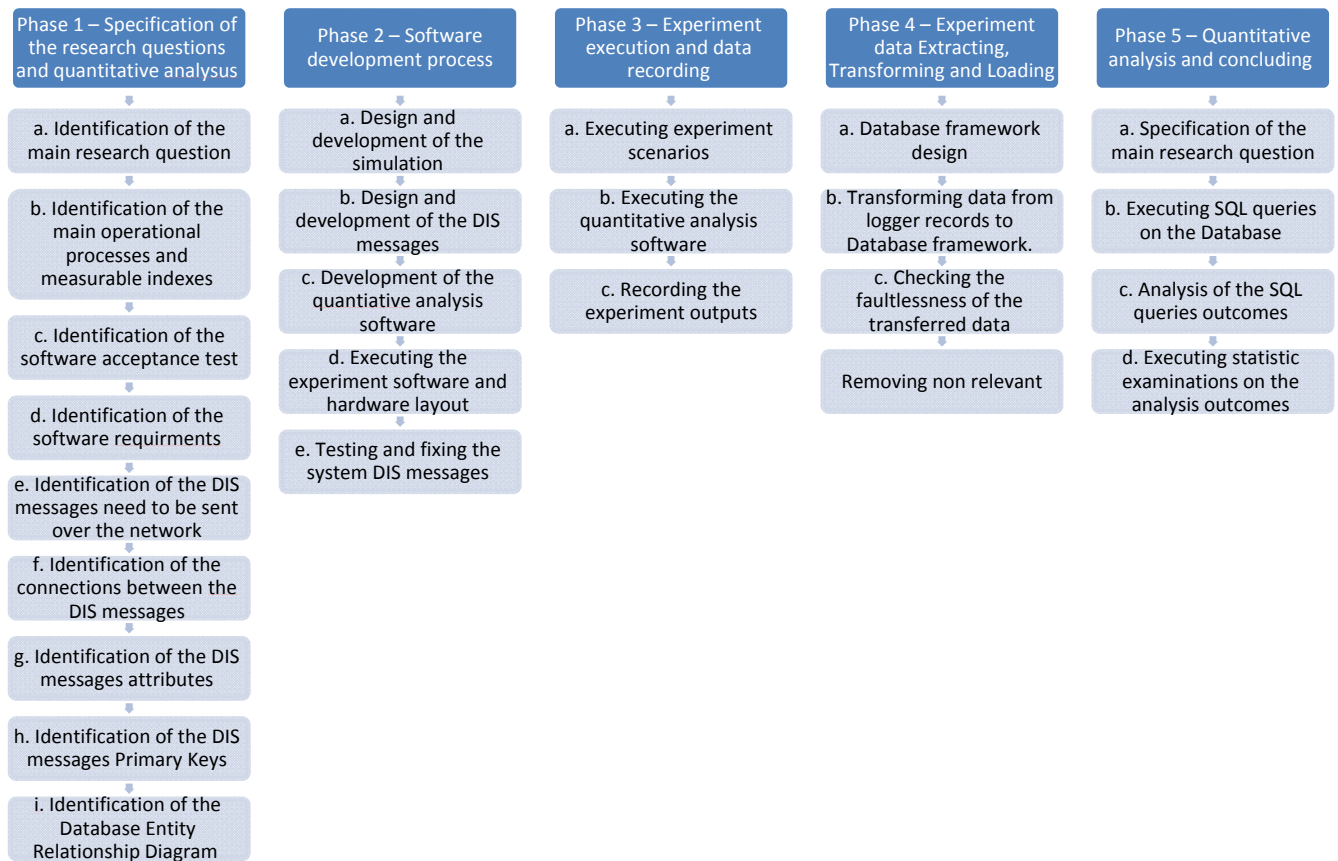 Phase 1 – Specification of
the research questions
and quantitative analysus
a. Identification of the
main research question
b. Identification of the
main operational
processes and
measurable indexes
c. Identification of the
software acceptance test
d. Identification of the
software requirments
e. Identification of the DIS
messages need to be sent
over the network
f. Identification of the
connections between the
DIS messages
g. Identification of the DIS
messages attributes
h. Identification of the DIS
messages Primary Keys
i. Identification of the
Database Entity
Relationship Diagram
Phase 2 – Software
development process
a. Design and
development of the
simulation
b. Design and
development of the DIS
messages
c. Development of the
quantiative analysis
software
d. Executing the
experiment software and
hardware layout
e. Testing and fixing the
system DIS messages
Phase 3 – Experiment
execution and data
recording
a. Executing experiment
scenarios
b. Executing the
quantitative analysis
software
c. Recording the
experiment outputs
Phase 4 – Experiment
data Extracting,
Transforming and Loading
a. Database framework
design
b. Transforming data from
logger records to
Database framework.
c. Checking the
faultlessness of the
transferred data
Removing non relevant
Phase 5 – Quantitative
analysis and concluding
a. Specification of the
main research question
b. Executing SQL queries
on the Database
c. Analysis of the SQL
queries outcomes
d. Executing statistic
examinations on the
analysis outcomes